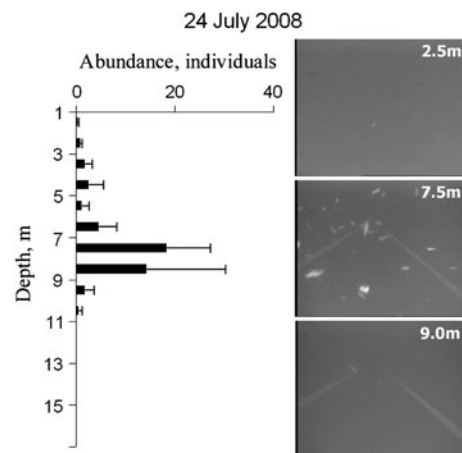 24 July 2008
Abundance, individuals
0 20 40
Depth, m
1
3
5
7
9
11
13
15
2.5m
7.5m
9.0m